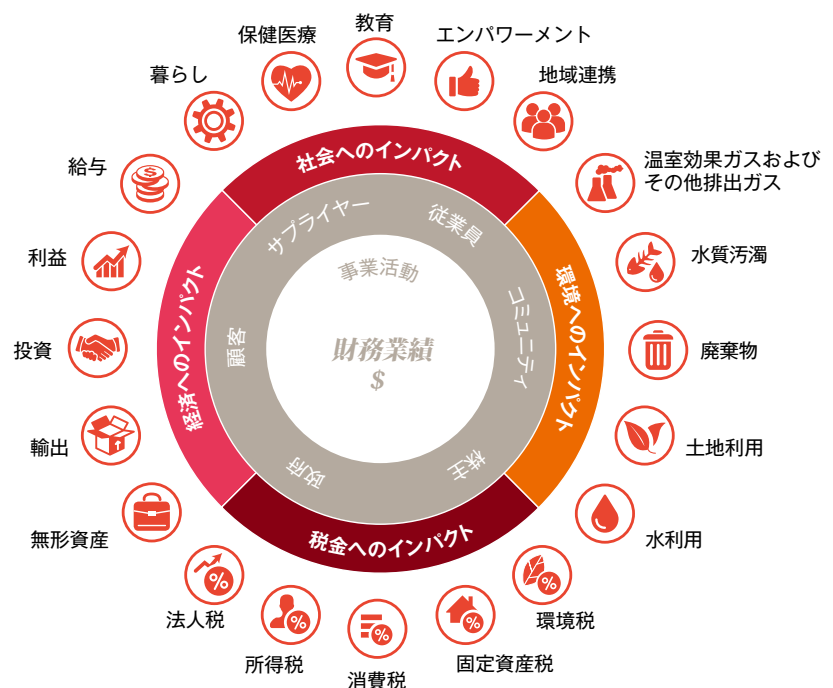 教育
保健医療
エンパワーメント
暮らし
地域連携
給与
温室効果ガスおよび
その他排出ガス
利益
水質汚濁
投資
廃棄物
輸出
土地利用
無形資産
水利用
法人税
環境税
所得税
固定資産税
消費税
社会へのインパクト
環境へのインパクト
税金へのインパクト
経済へのインパクト
サプライヤー
従業員
コミュニティ
株主
政府
顧客
事業活動
財務業績
$
$
%
%
%
%
%